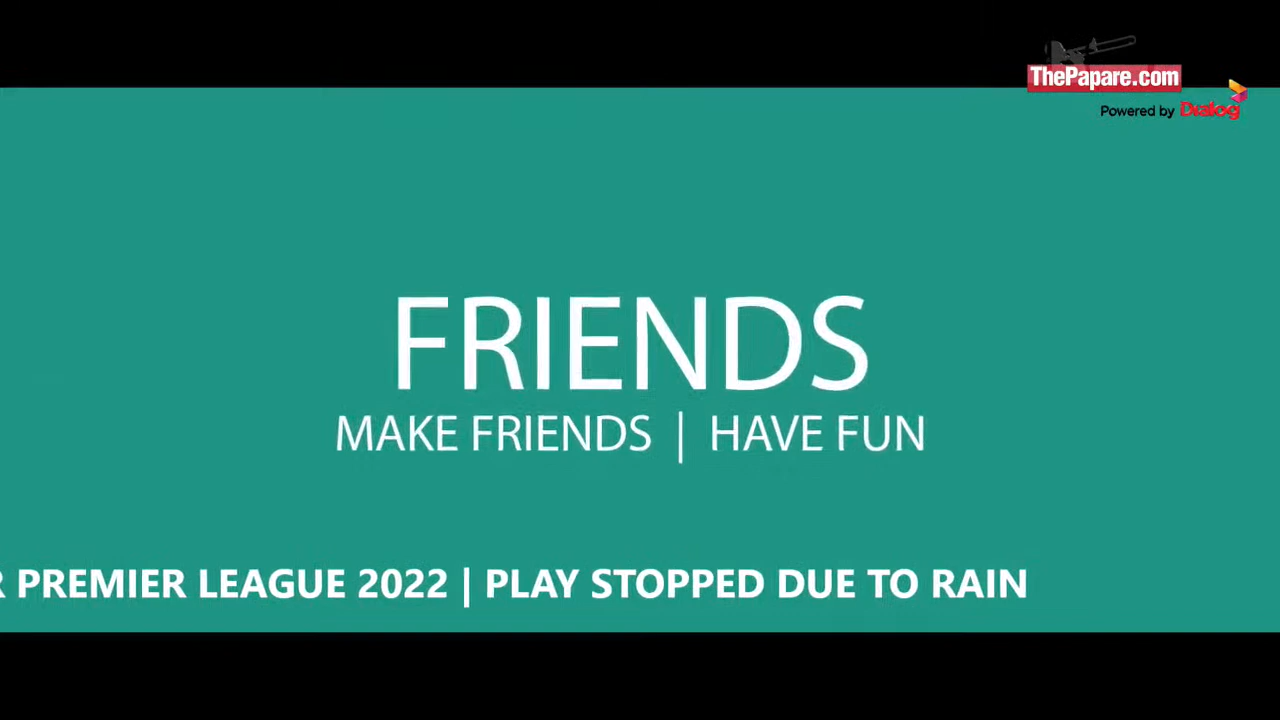 ThePapare.com
Powered by Dialog
FRIENDS
MAKE FRIENDS | HAVE FUN
R PREMIER LEAGUE 2022 | PLAY STOPPED DUE TO RAIN